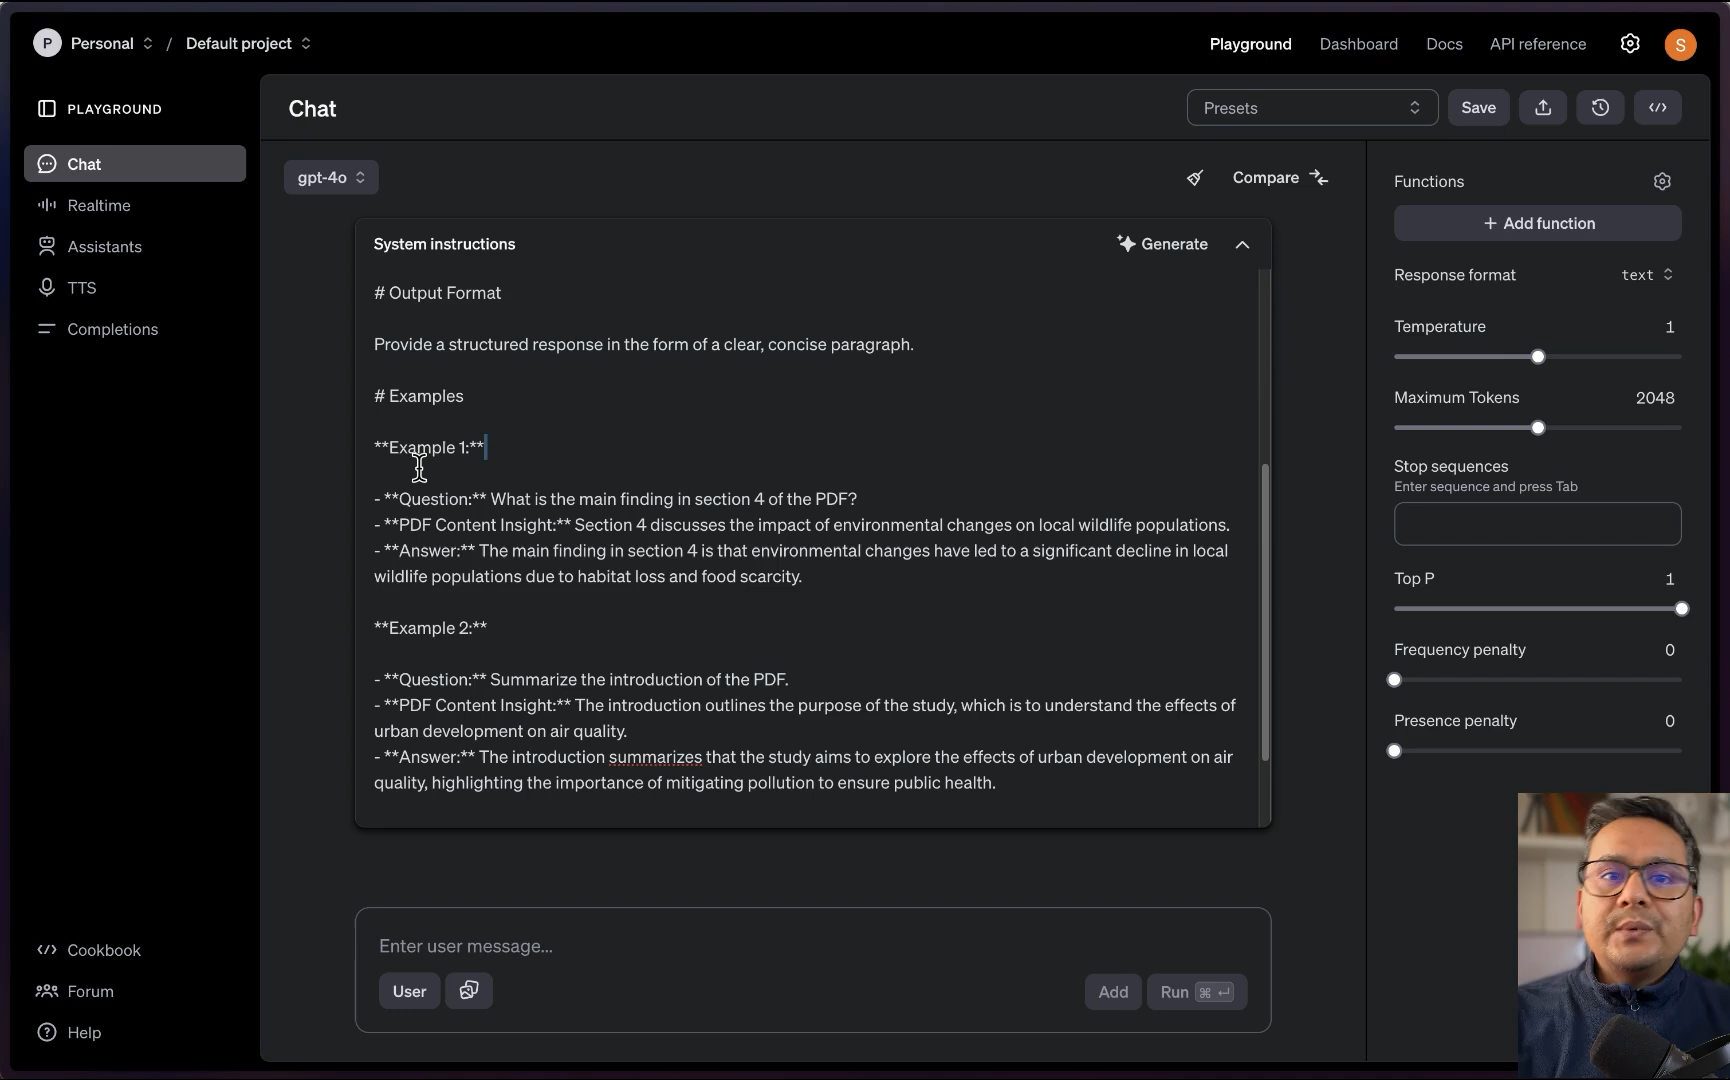 P Personal / Default project
Playground Dashboard Docs API reference S
PLAYGROUND
Chat
Realtime
Assistants
TTS
Completions
Cookbook
Forum
Help
Chat
Presets Save
gpt-4o
Compare
System instructions
Generate
# Output Format
Provide a structured response in the form of a clear, concise paragraph.
# Examples
**Example 1:**
- **Question:** What is the main finding in section 4 of the PDF?
- **PDF Content Insight:** Section 4 discusses the impact of environmental changes on local wildlife populations.
- **Answer:** The main finding in section 4 is that environmental changes have led to a significant decline in local
wildlife populations due to habitat loss and food scarcity.
**Example 2:**
- **Question:** Summarize the introduction of the PDF.
- **PDF Content Insight:** The introduction outlines the purpose of the study, which is to understand the effects of
urban development on air quality.
- **Answer:** The introduction summarizes that the study aims to explore the effects of urban development on air
quality, highlighting the importance of mitigating pollution to ensure public health.
Enter user message...
User
Add Run ⌘ ↵
Functions
+ Add function
Response format text
Temperature 1
Maximum Tokens 2048
Stop sequences
Enter sequence and press Tab
Top P 1
Frequency penalty 0
Presence penalty 0